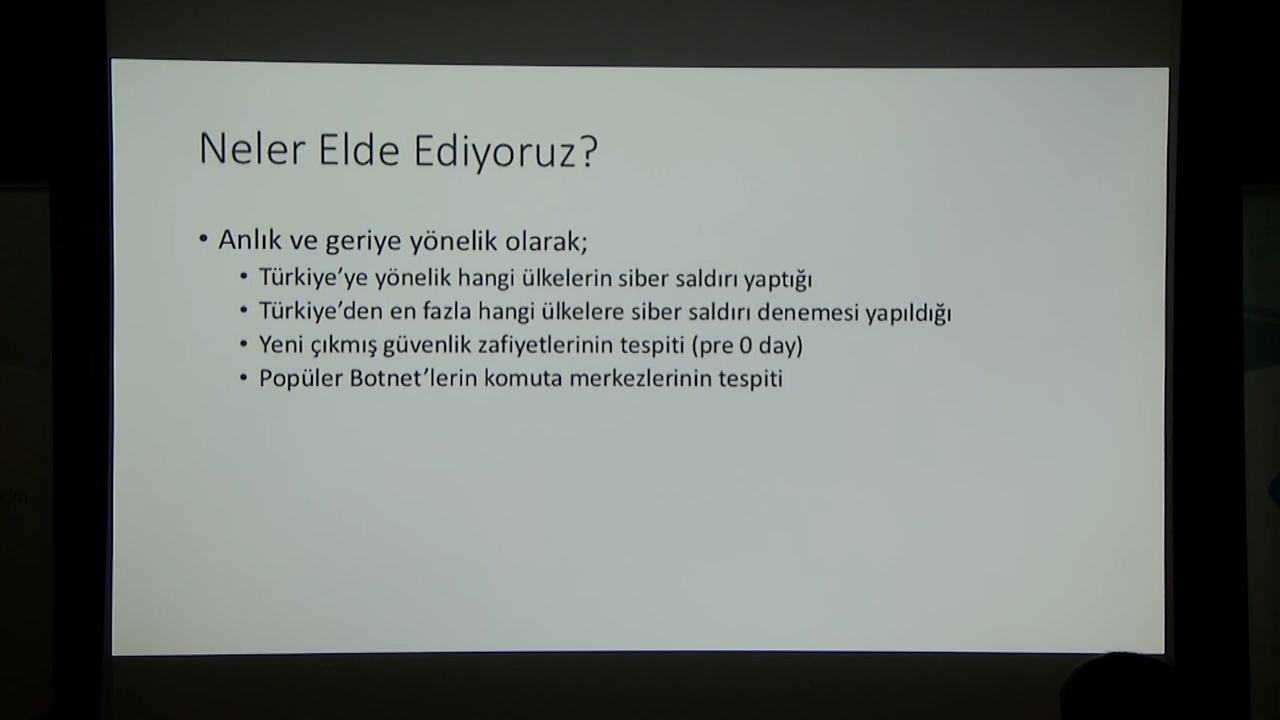 Neler Elde Ediyoruz?
• Anlık ve geriye yönelik olarak;
• Türkiye’ye yönelik hangi ülkelerin siber saldırı yaptığı
• Türkiye’den en fazla hangi ülkelere siber saldırı denemesi yapıldığı
• Yeni çıkmış güvenlik zafiyetlerinin tespiti (pre 0 day)
• Popüler Botnet’lerin komuta merkezlerinin tespiti